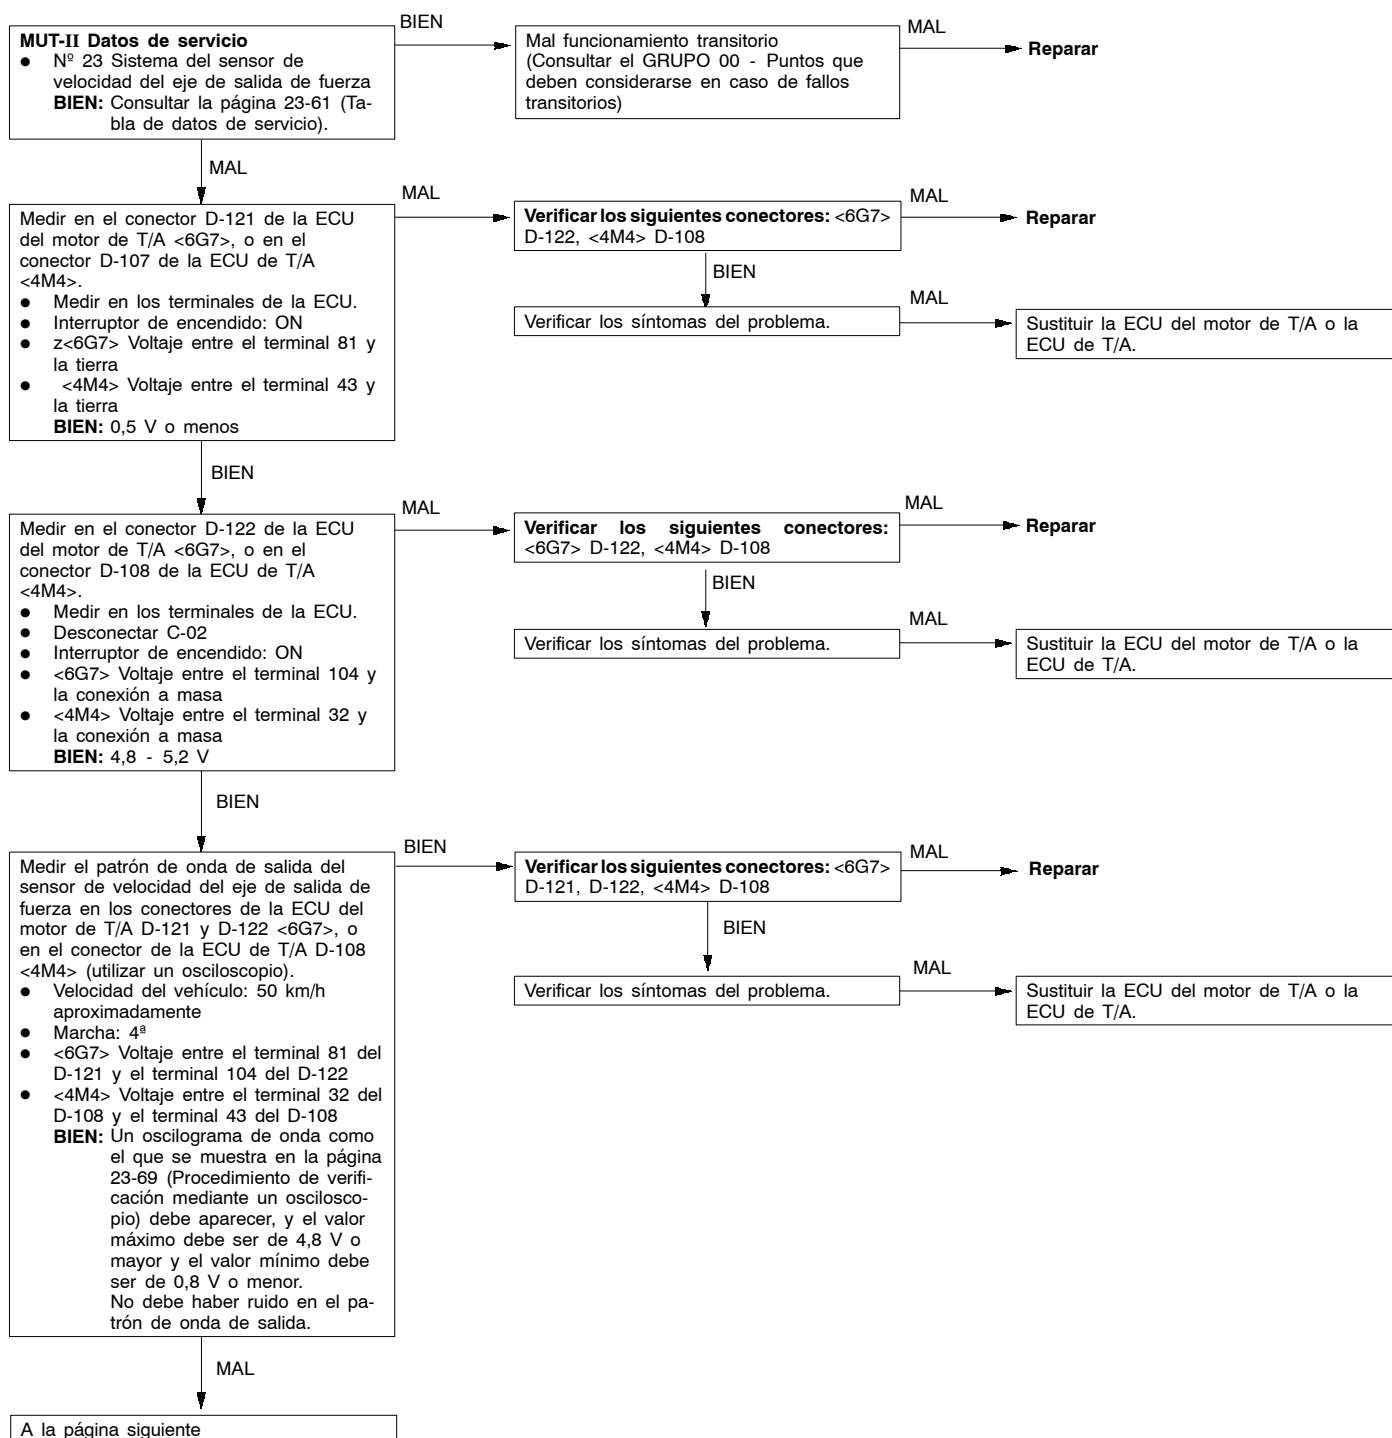 BIEN
MUT-II Datos de servicio
● Nº 23 Sistema del sensor de
velocidad del eje de salida de fuerza
BIEN: Consultar la página 23-61 (Ta-
bla de datos de servicio).
Mal funcionamiento transitorio
(Consultar el GRUPO 00 - Puntos que
deben considerarse en caso de fallos
transitorios)
MAL
Reparar
MAL
Medir en el conector D-121 de la ECU
del motor de T/A <6G7>, o en el
conector D-107 de la ECU de T/A
<4M4>.
● Medir en los terminales de la ECU.
● Interruptor de encendido: ON
● z<6G7> Voltaje entre el terminal 81 y
la tierra
● <4M4> Voltaje entre el terminal 43 y
la tierra
BIEN: 0,5 V o menos
MAL
Verificar los siguientes conectores: <6G7>
D-122, <4M4> D-108
MAL
Reparar
BIEN
Verificar los síntomas del problema.
MAL
Sustituir la ECU del motor de T/A o la
ECU de T/A.
BIEN
Medir en el conector D-122 de la ECU
del motor de T/A <6G7>, o en el
conector D-108 de la ECU de T/A
<4M4>.
● Medir en los terminales de la ECU.
● Desconectar C-02
● Interruptor de encendido: ON
● <6G7> Voltaje entre el terminal 104 y
la conexión a masa
● <4M4> Voltaje entre el terminal 32 y
la conexión a masa
BIEN: 4,8 - 5,2 V
MAL
Verificar los siguientes conectores:
<6G7> D-122, <4M4> D-108
MAL
Reparar
BIEN
Verificar los síntomas del problema.
MAL
Sustituir la ECU del motor de T/A o la
ECU de T/A.
BIEN
Medir el patrón de onda de salida del
sensor de velocidad del eje de salida de
fuerza en los conectores de la ECU del
motor de T/A D-121 y D-122 <6G7>, o
en el conector de la ECU de T/A D-108
<4M4> (utilizar un osciloscopio).
● Velocidad del vehículo: 50 km/h
aproximadamente
● Marcha: 4ª
● <6G7> Voltaje entre el terminal 81 del
D-121 y el terminal 104 del D-122
● <4M4> Voltaje entre el terminal 32 del
D-108 y el terminal 43 del D-108
BIEN: Un oscilograma de onda como
el que se muestra en la página
23-69 (Procedimiento de verifi-
cación mediante un oscilosco-
pio) debe aparecer, y el valor
máximo debe ser de 4,8 V o
mayor y el valor mínimo debe
ser de 0,8 V o menor.
No debe haber ruido en el pa-
trón de onda de salida.
BIEN
Verificar los siguientes conectores: <6G7>
D-121, D-122, <4M4> D-108
MAL
Reparar
BIEN
Verificar los síntomas del problema.
MAL
Sustituir la ECU del motor de T/A o la
ECU de T/A.
MAL
A la página siguiente